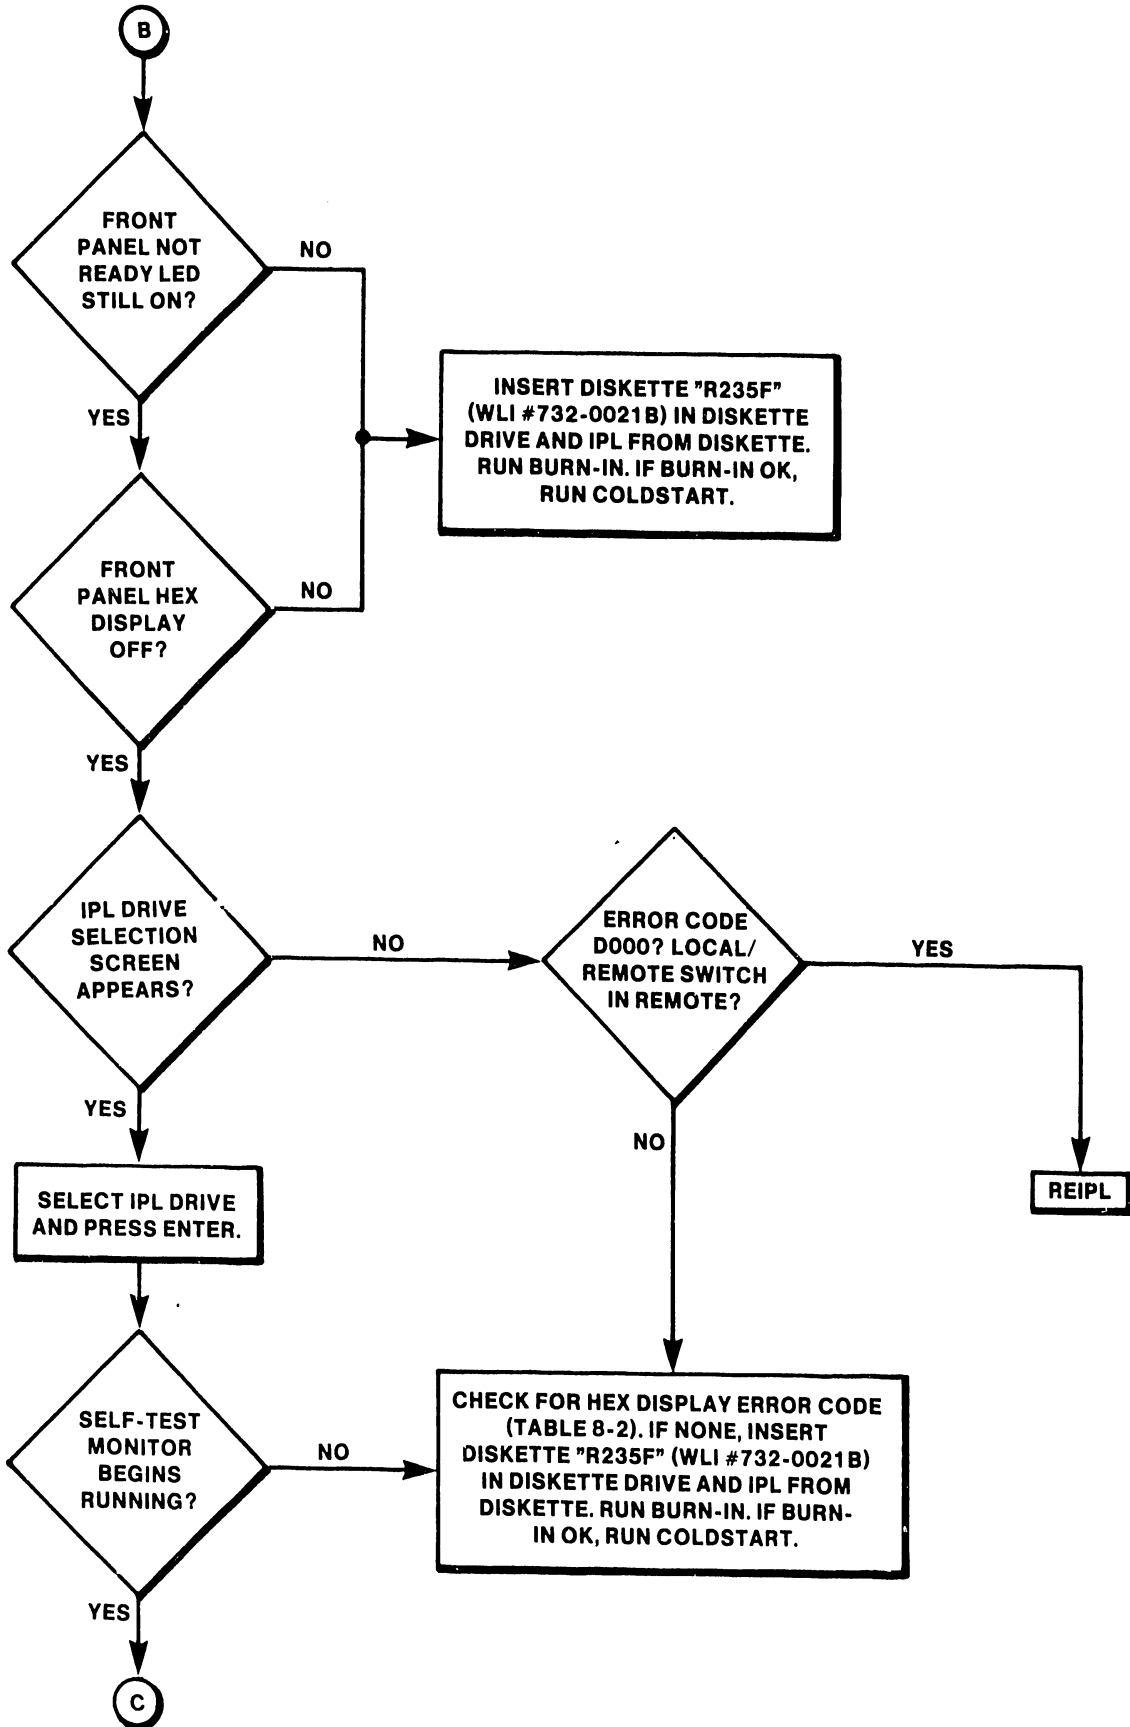 B
FRONT
PANEL NOT
READY LED
STILL ON?
NO
YES
INSERT DISKETTE "R235F"
(WLI #732-0021B) IN DISKETTE
DRIVE AND IPL FROM DISKETTE.
RUN BURN-IN. IF BURN-IN OK,
RUN COLDSTART.
FRONT
PANEL HEX
DISPLAY
OFF?
NO
YES
IPL DRIVE
SELECTION
SCREEN
APPEARS?
NO
ERROR CODE
D000? LOCAL/
REMOTE SWITCH
IN REMOTE?
YES
YES
NO
REIPL
SELECT IPL DRIVE
AND PRESS ENTER.
SELF-TEST
MONITOR
BEGINS
RUNNING?
NO
CHECK FOR HEX DISPLAY ERROR CODE
(TABLE 8-2). IF NONE, INSERT
DISKETTE "R235F" (WLI #732-0021B)
IN DISKETTE DRIVE AND IPL FROM
DISKETTE. RUN BURN-IN. IF BURN-
IN OK, RUN COLDSTART.
YES
C